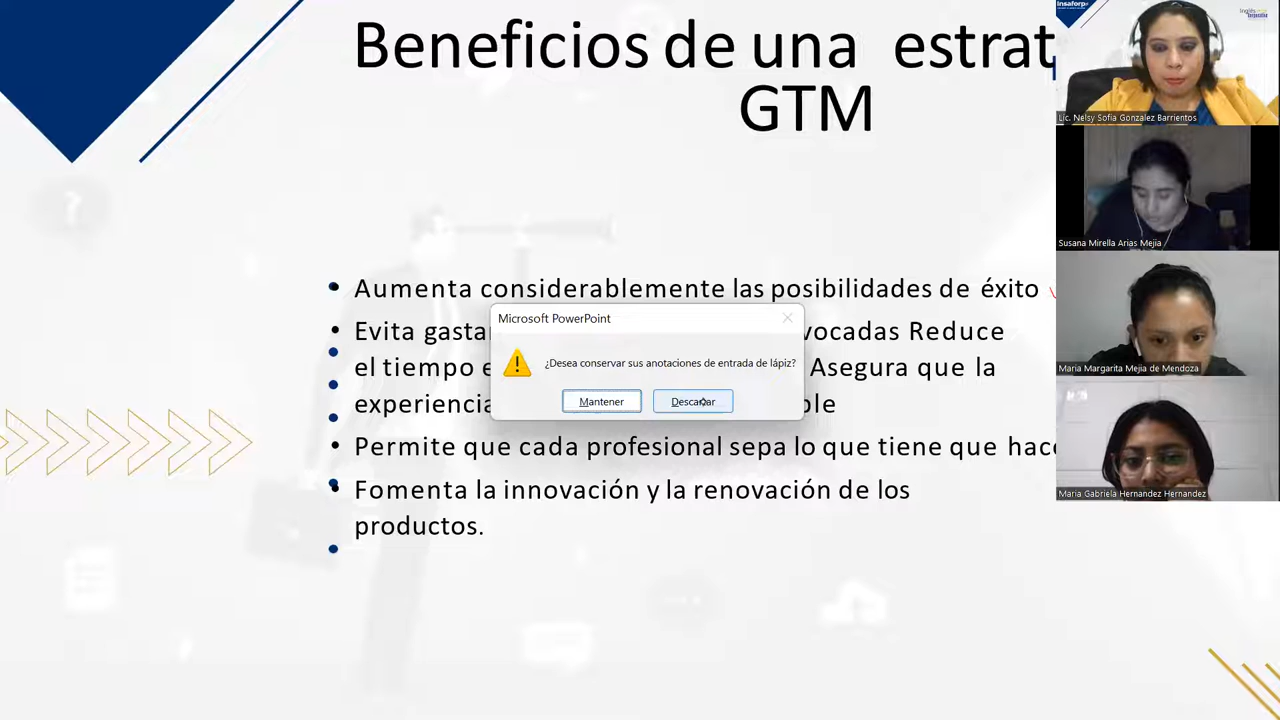 Beneficios de una estrat
GTM
Aumenta considerablemente las posibilidades de éxito
Evita gastar
vocadas Reduce
el tiempo e
Asegura que la
experiencia
ble
Permite que cada profesional sepa lo que tiene que hace
Fomenta la innovación y la renovación de los
productos.
Microsoft PowerPoint
¿Desea conservar sus anotaciones de entrada de lápiz?
Mantener
Descartar
insaforp
Lic. Nelsy Sofia Gonzalez Barrientos
Susana Mirella Arias Mejia
Maria Margarita Mejia de Mendoza
Maria Gabriela Hernandez Hernandez